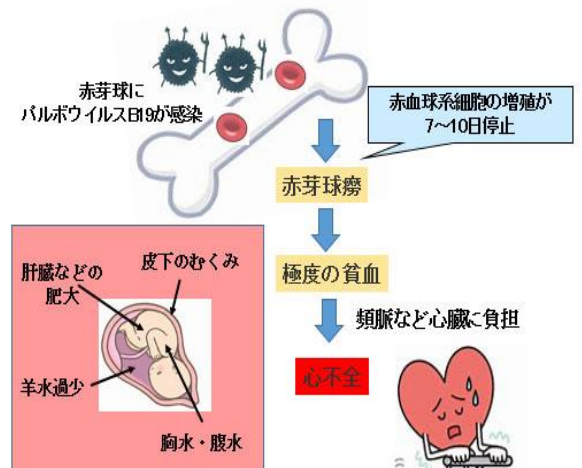 赤芽球に
パルボウイルスB19が感染
赤血球系細胞の増殖が
7～10日停止
赤芽球癆
極度の貧血
頻脈など心臓に負担
心不全
肝臓などの
肥大
皮下のむくみ
羊水過少
胸水・腹水